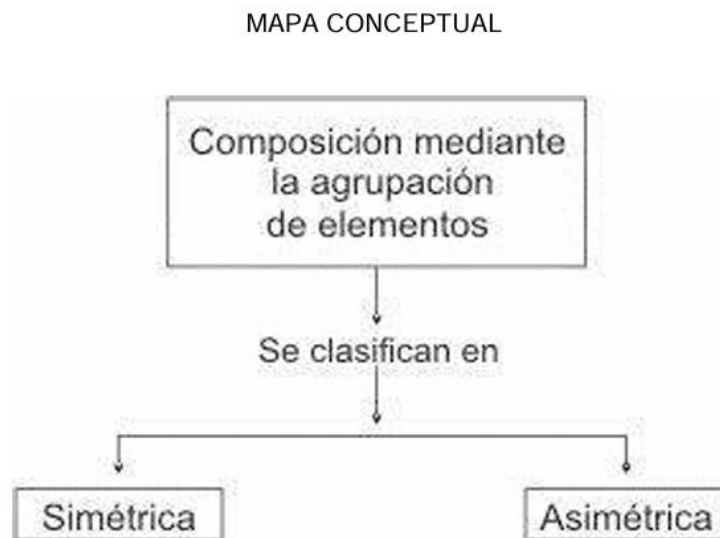 MAPA CONCEPTUAL
Composición mediante
la agrupación
de elementos
Se clasifican en
Simétrica
Asimétrica